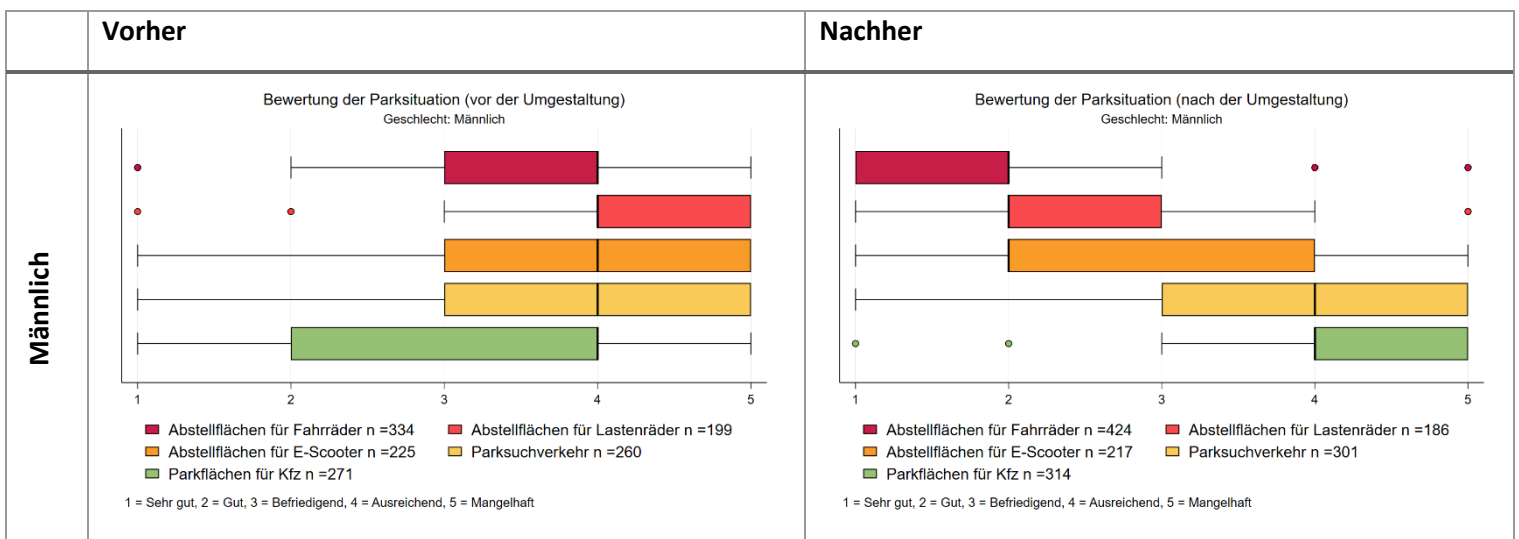 Vorher
Nachher
Männlich
Bewertung der Parksituation (vor der Umgestaltung)
Geschlecht: Männlich
1 2 3 4 5
Abstellflächen für Fahrräder n =334 Abstellflächen für Lastenräder n =199
Abstellflächen für E-Scooter n =225 Parksuchverkehr n =260
Parkflächen für Kfz n =271
1 = Sehr gut, 2 = Gut, 3 = Befriedigend, 4 = Ausreichend, 5 = Mangelhaft
Bewertung der Parksituation (nach der Umgestaltung)
Geschlecht: Männlich
1 2 3 4 5
Abstellflächen für Fahrräder n =424 Abstellflächen für Lastenräder n =186
Abstellflächen für E-Scooter n =217 Parksuchverkehr n =301
Parkflächen für Kfz n =314
1 = Sehr gut, 2 = Gut, 3 = Befriedigend, 4 = Ausreichend, 5 = Mangelhaft